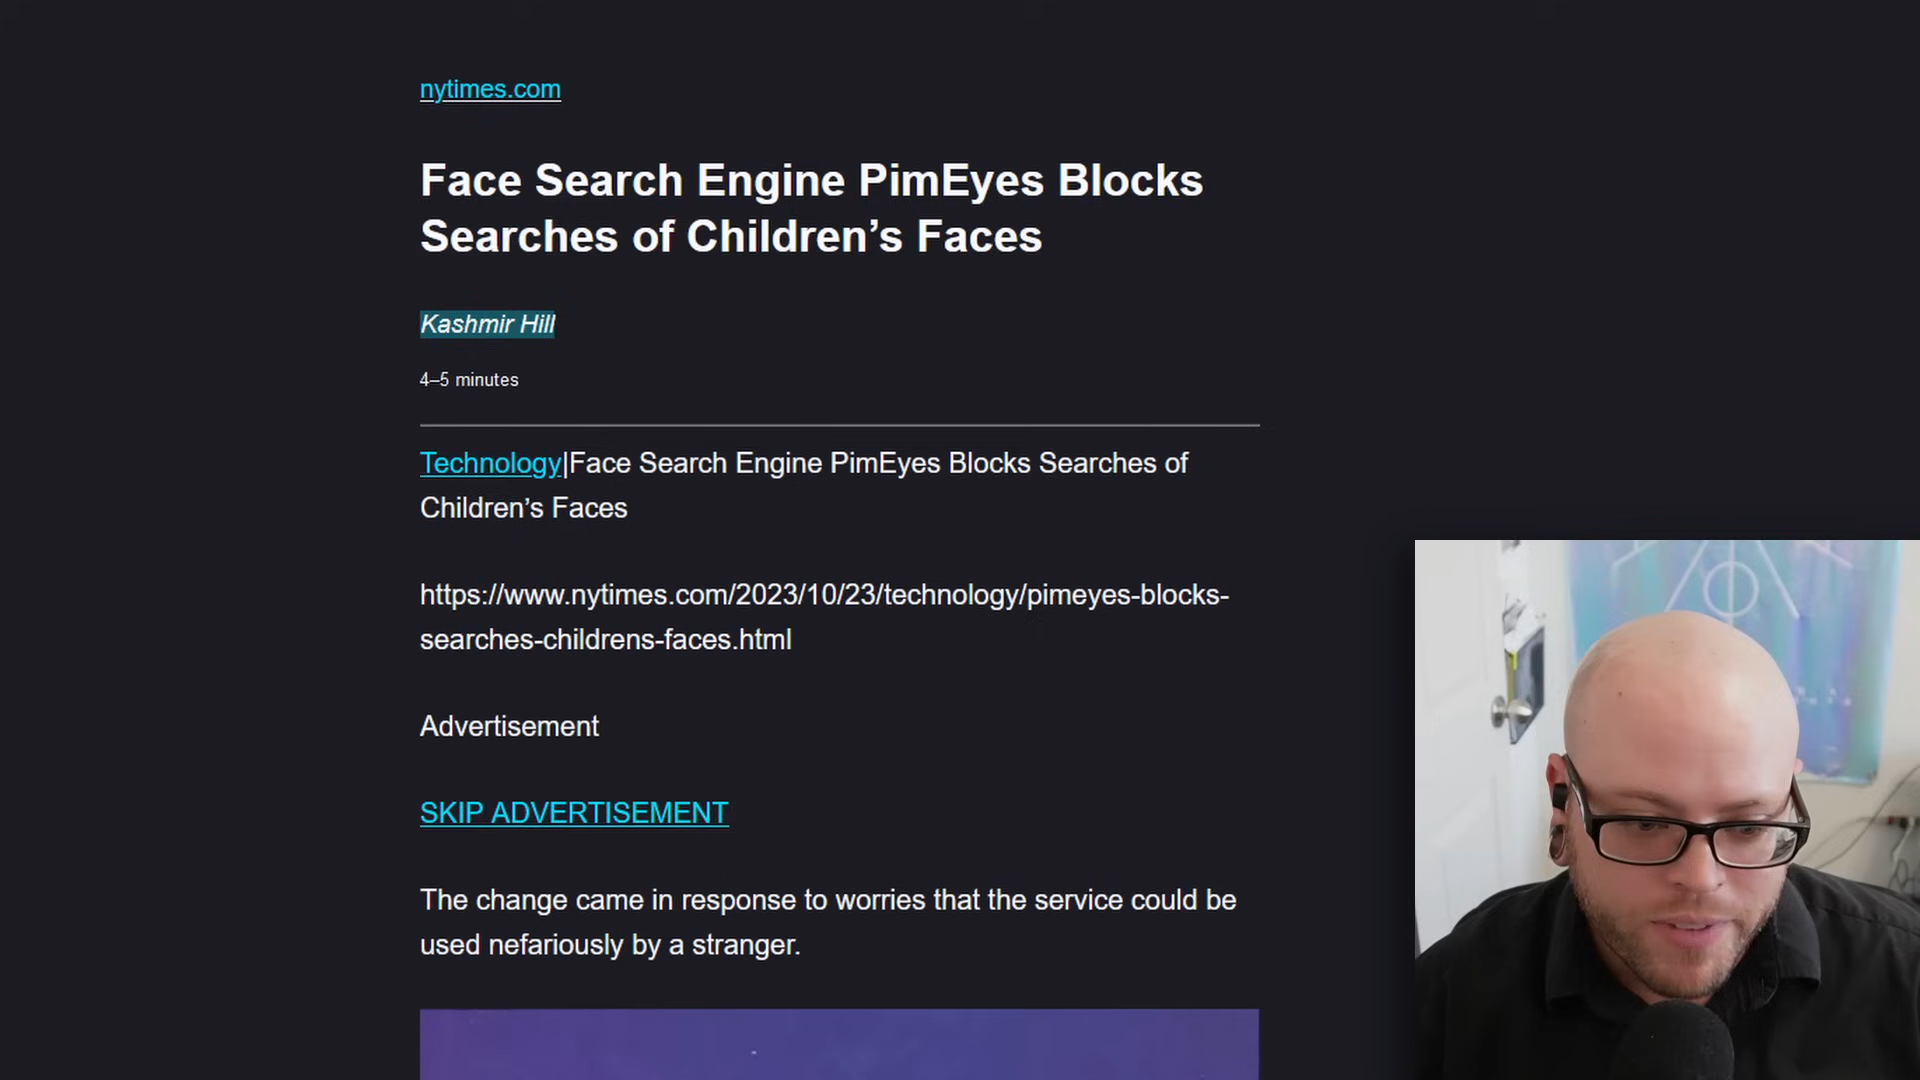 nytimes.com
Face Search Engine PimEyes Blocks
Searches of Children’s Faces
Kashmir Hill
4–5 minutes
Technology|Face Search Engine PimEyes Blocks Searches of
Children’s Faces
https://www.nytimes.com/2023/10/23/technology/pimeyes-blocks-
searches-childrens-faces.html
Advertisement
SKIP ADVERTISEMENT
The change came in response to worries that the service could be
used nefariously by a stranger.